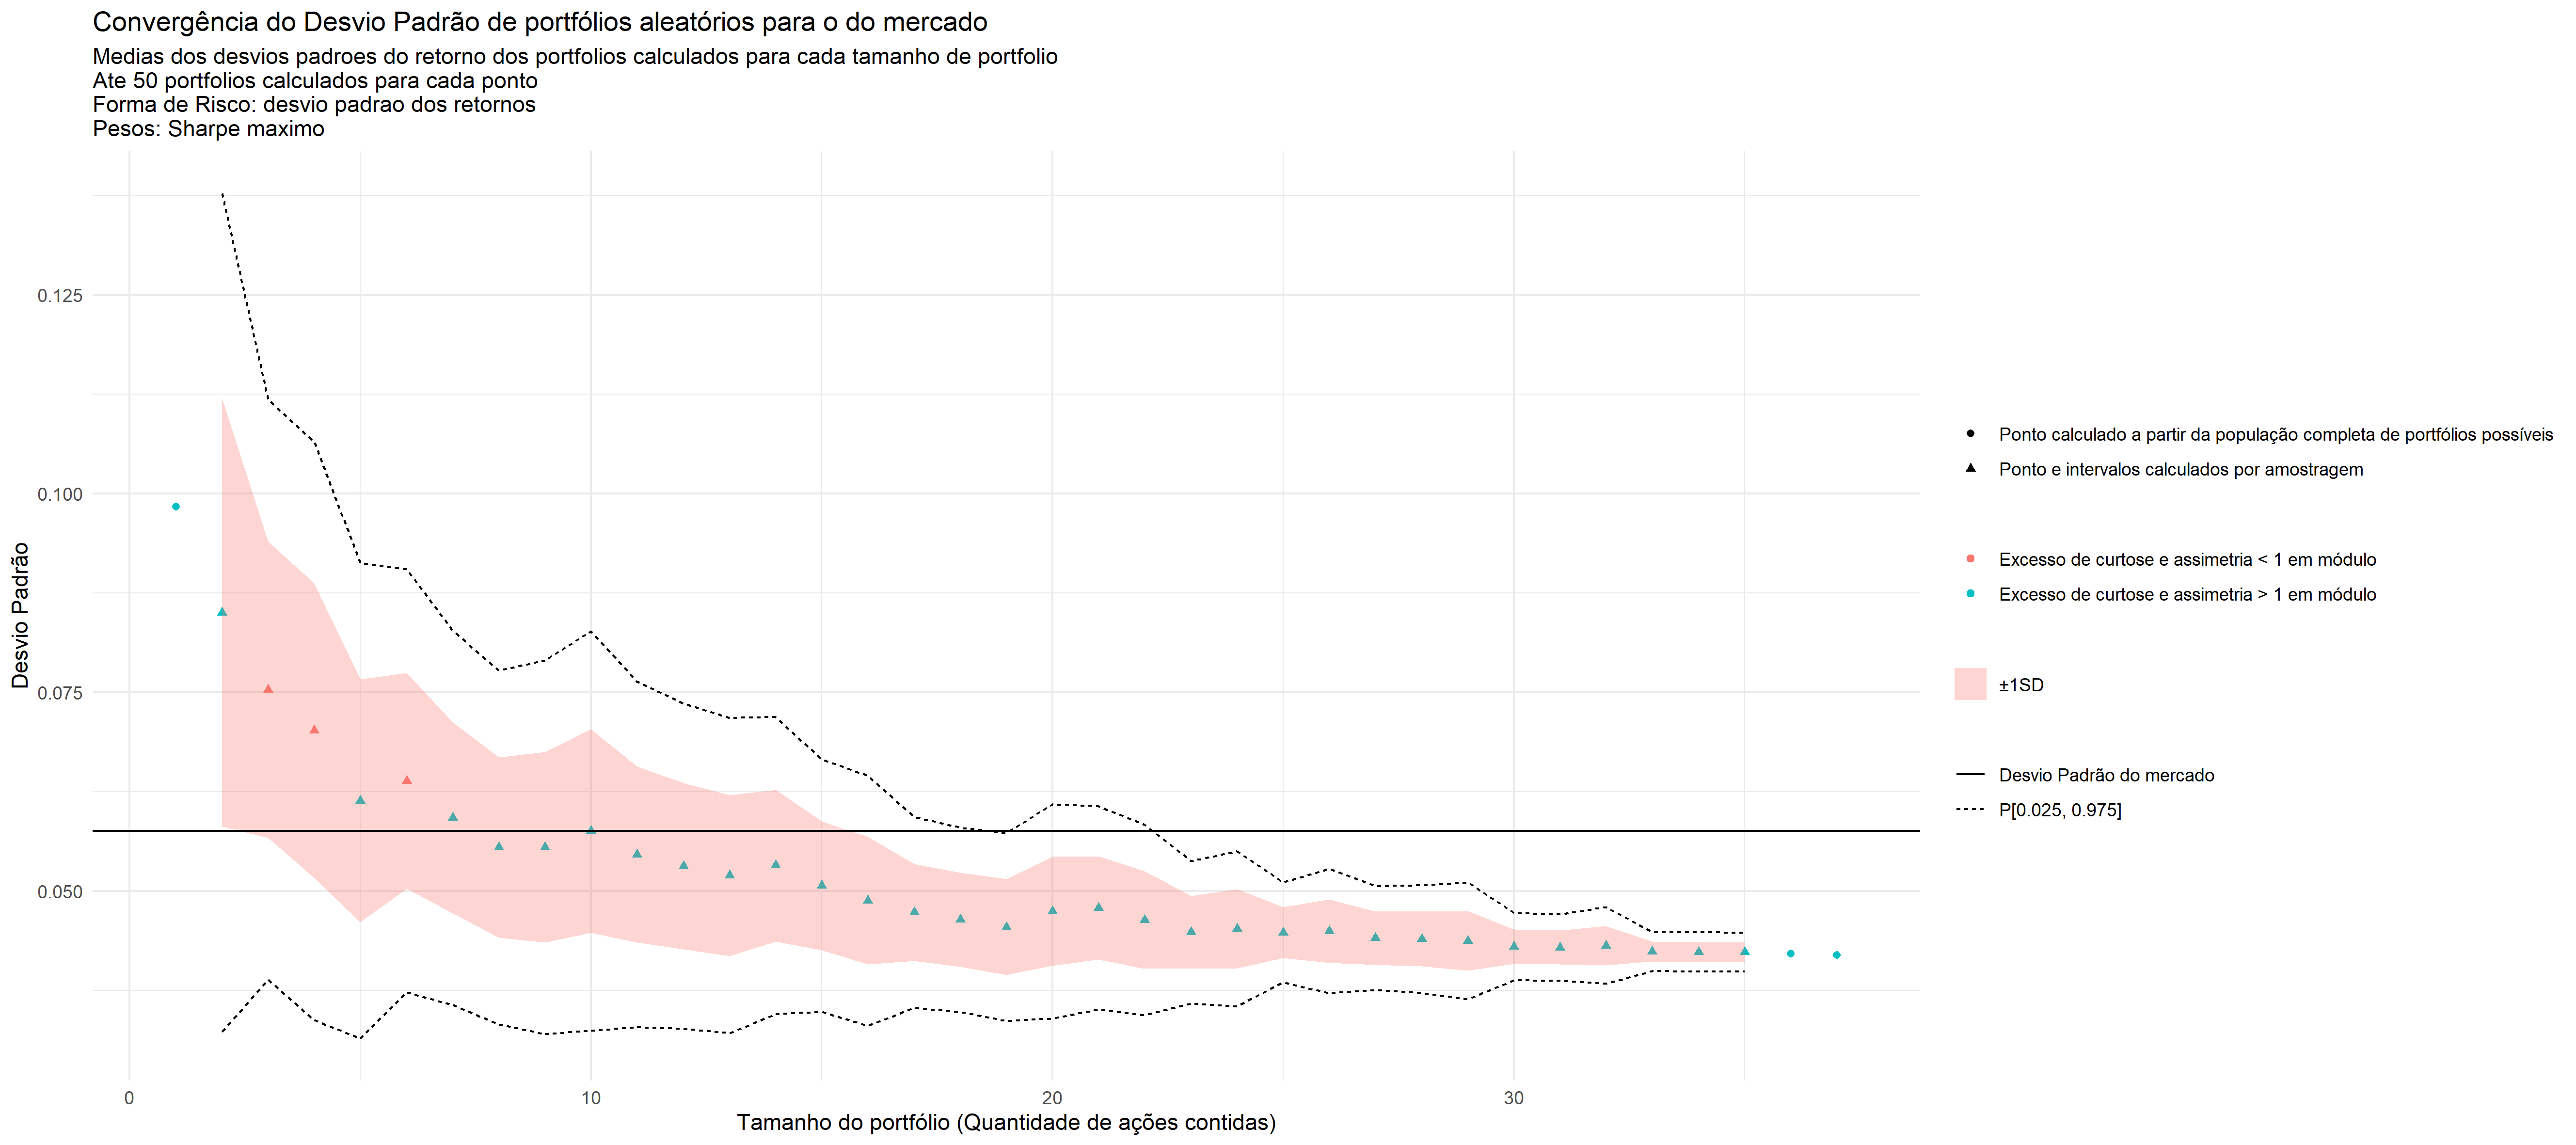 Convergência do Desvio Padrão de portfólios aleatórios para o do mercado
Medias dos desvios padroes do retorno dos portfolios calculados para cada tamanho de portfolio
Ate 50 portfolios calculados para cada ponto
Forma de Risco: desvio padrao dos retornos
Pesos: Sharpe maximo
Desvio Padrão
0.125
0.100
0.075
0.050
0
10
20
30
Tamanho do portfólio (Quantidade de ações contidas)
Ponto calculado a partir da população completa de portfólios possíveis
Ponto e intervalos calculados por amostragem
Excesso de curtose e assimetria < 1 em módulo
Excesso de curtose e assimetria > 1 em módulo
±1SD
Desvio Padrão do mercado
P[0.025, 0.975]